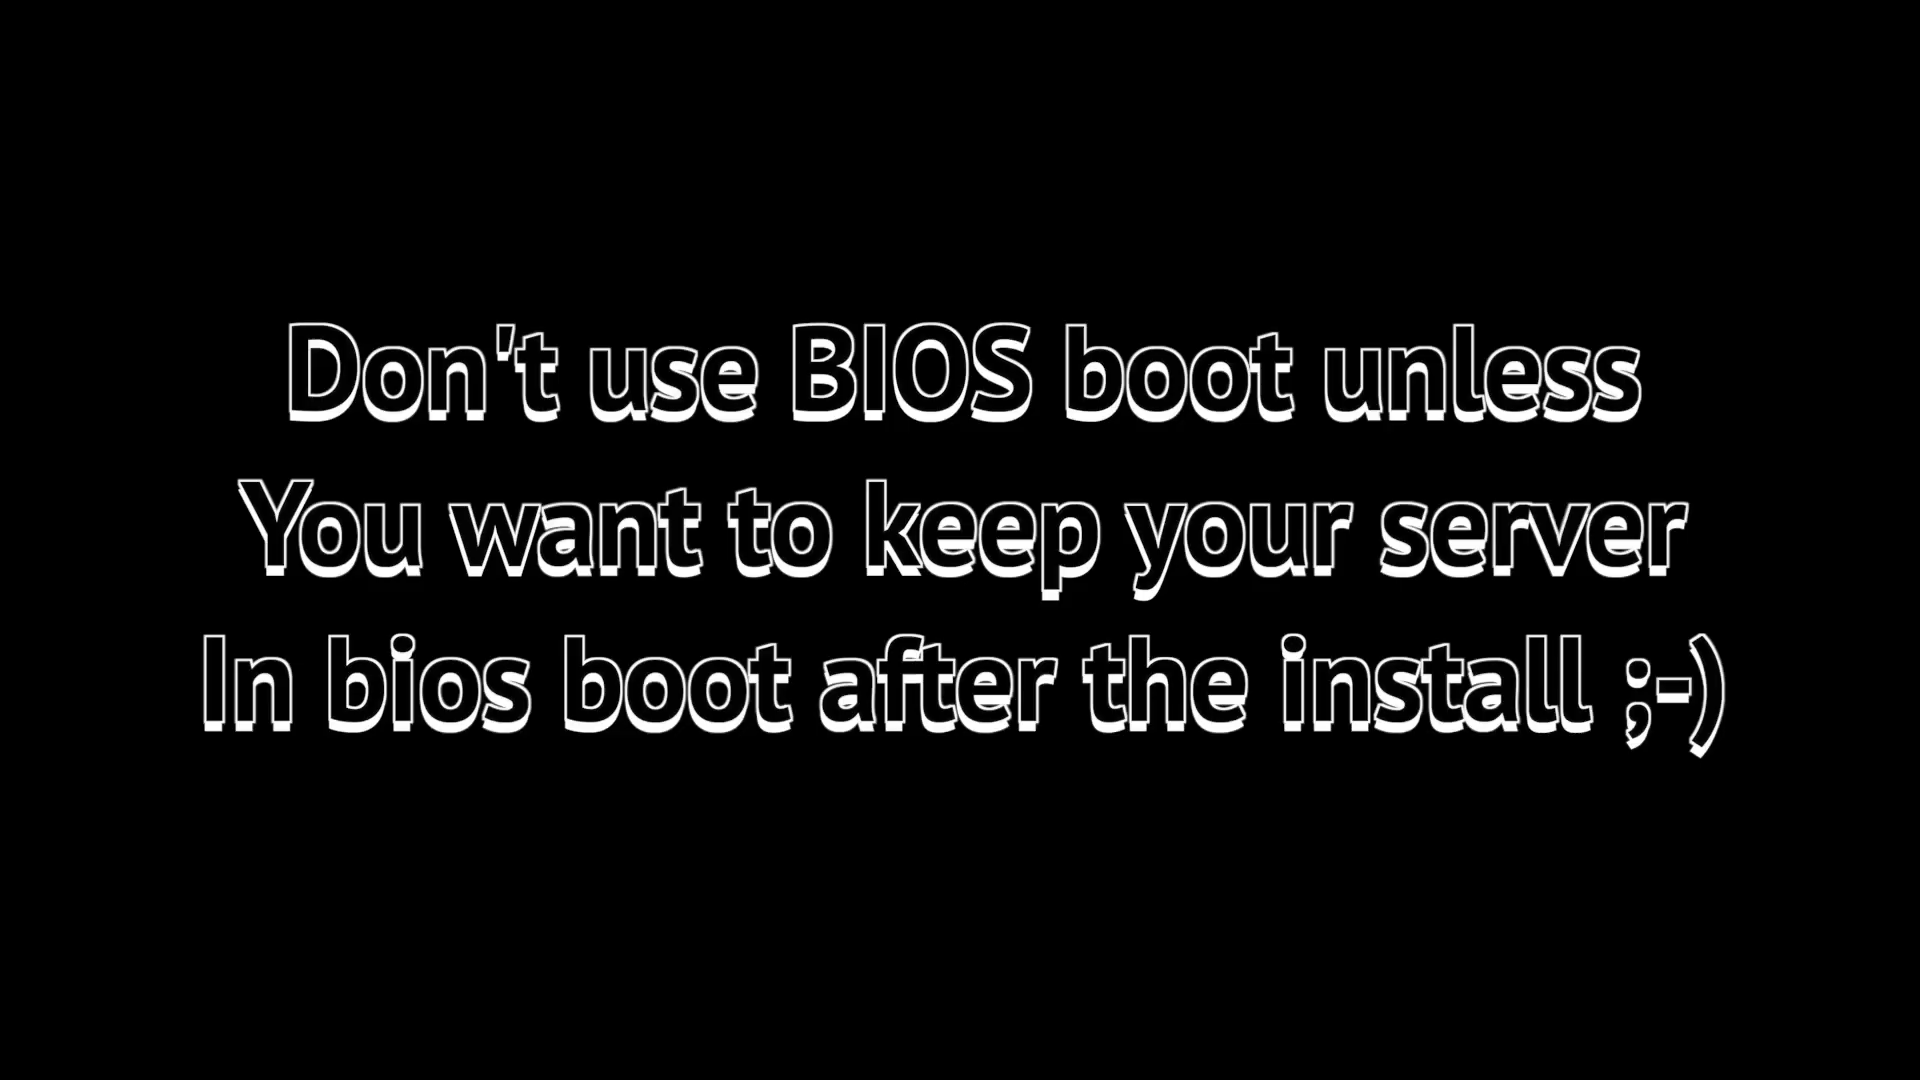 Don't use BIOS boot unless
You want to keep your server
In bios boot after the install ;-)